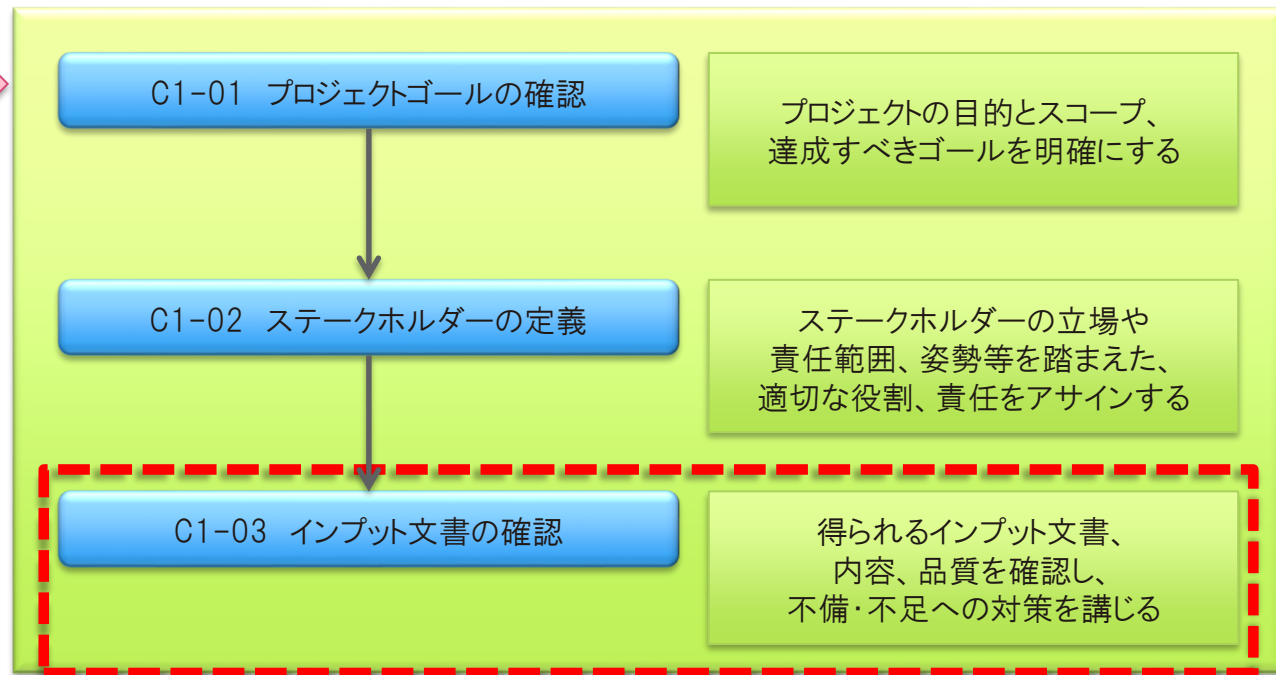 C1-01 プロジェクトゴールの確認
プロジェクトの目的とスコープ、
達成すべきゴールを明確にする
C1-02 ステークホルダーの定義
ステークホルダーの立場や
責任範囲、姿勢等を踏まえた、
適切な役割、責任をアサインする
C1-03 インプット文書の確認
得られるインプット文書、
内容、品質を確認し、
不備・不足への対策を講じる